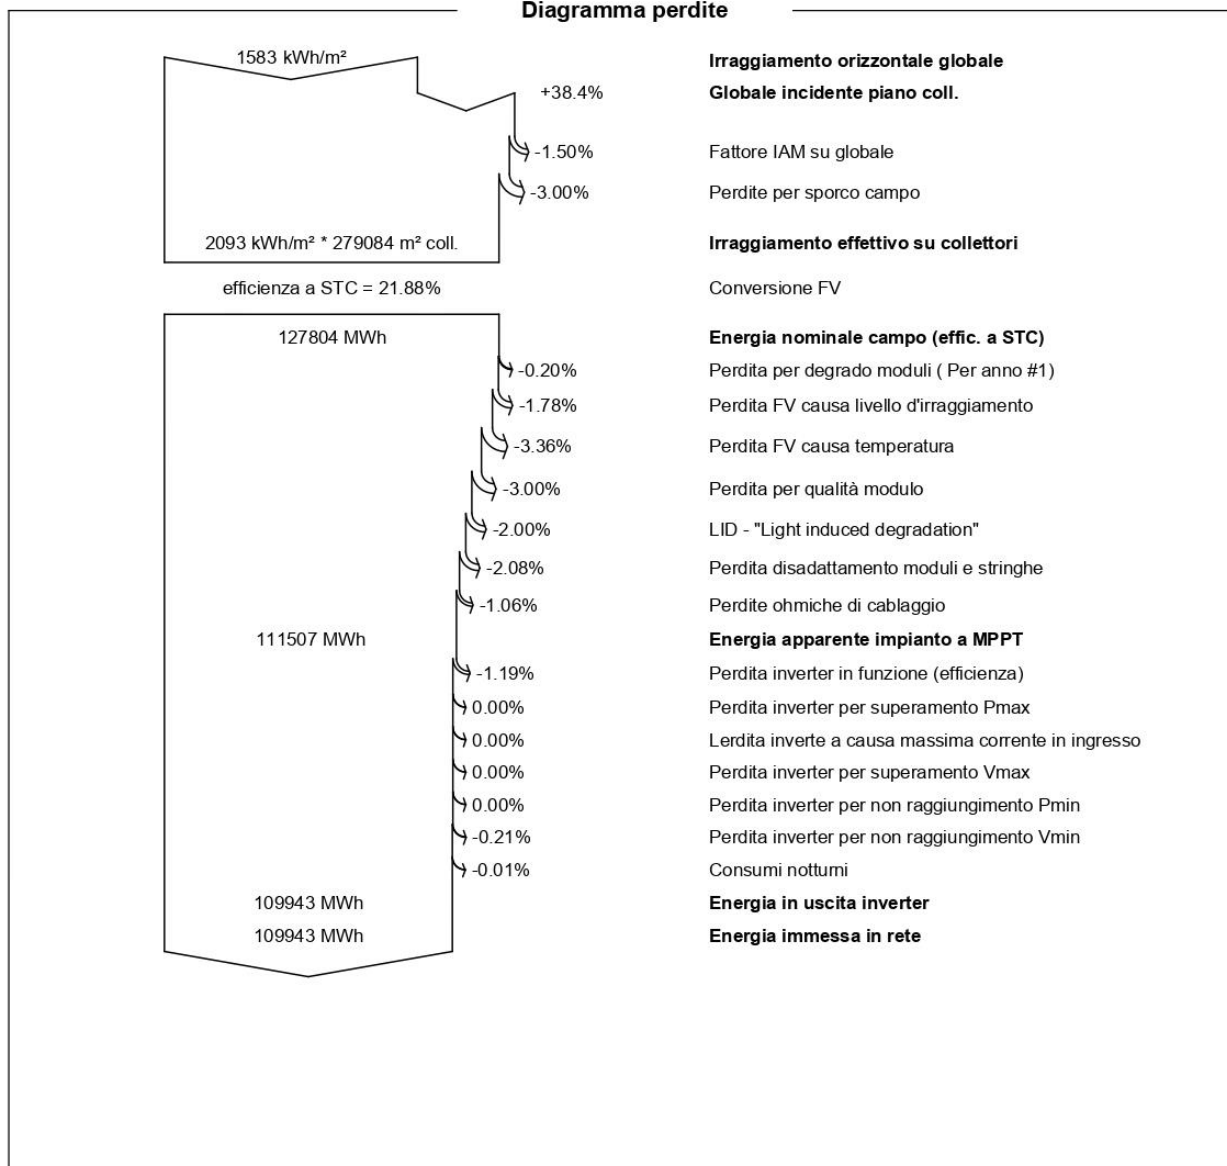 Diagramma perdite
1583 kWh/m² Irraggiamento orizzontale globale
+38.4% Globale incidente piano coll.
-1.50% Fattore IAM su globale
-3.00% Perdite per sporco campo
2093 kWh/m² * 279084 m² coll. Irraggiamento effettivo su collettori
efficienza a STC = 21.88% Conversione FV
127804 MWh Energia nominale campo (effic. a STC)
-0.20% Perdita per degrado moduli ( Per anno #1)
-1.78% Perdita FV causa livello d'irraggiamento
-3.36% Perdita FV causa temperatura
-3.00% Perdita per qualità modulo
-2.00% LID - "Light induced degradation"
-2.08% Perdita disadattamento moduli e stringhe
-1.06% Perdite ohmiche di cablaggio
111507 MWh Energia apparente impianto a MPPT
-1.19% Perdita inverter in funzione (efficienza)
0.00% Perdita inverter per superamento Pmax
0.00% Lerdita inverte a causa massima corrente in ingresso
0.00% Perdita inverter per superamento Vmax
0.00% Perdita inverter per non raggiungimento Pmin
-0.21% Perdita inverter per non raggiungimento Vmin
-0.01% Consumi notturni
109943 MWh Energia in uscita inverter
109943 MWh Energia immessa in rete